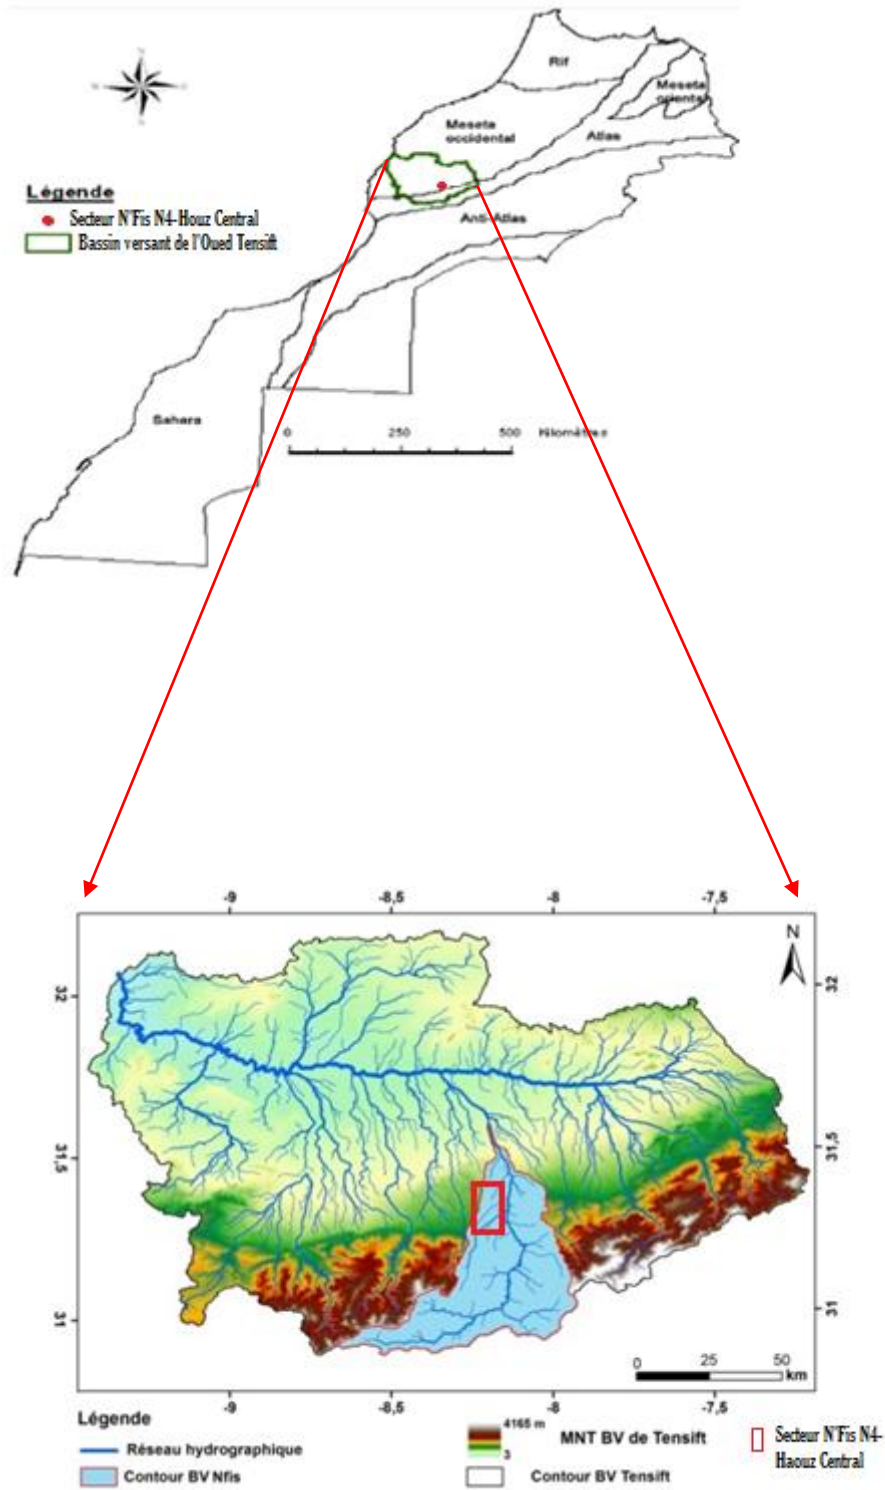 Rif
Meseta oriental
Meseta occidental
Atlas
Légende
Secteur N'Fis N4-Houz Central
Bassin versant de l'Oued Tensift
Anti-Atlas
Sahara
0 250 500 Kilomètres
-9 -8,5 -8 -7,5
N
32 32
31,5 31,5
31 31
0 25 50
km
-9 -8,5 -8 -7,5
Légende
Réseau hydrographique
Contour BV Nfis
4165 m
3
MNT BV de Tensift
Contour BV Tensift
Secteur N'Fis N4-
Haouz Central